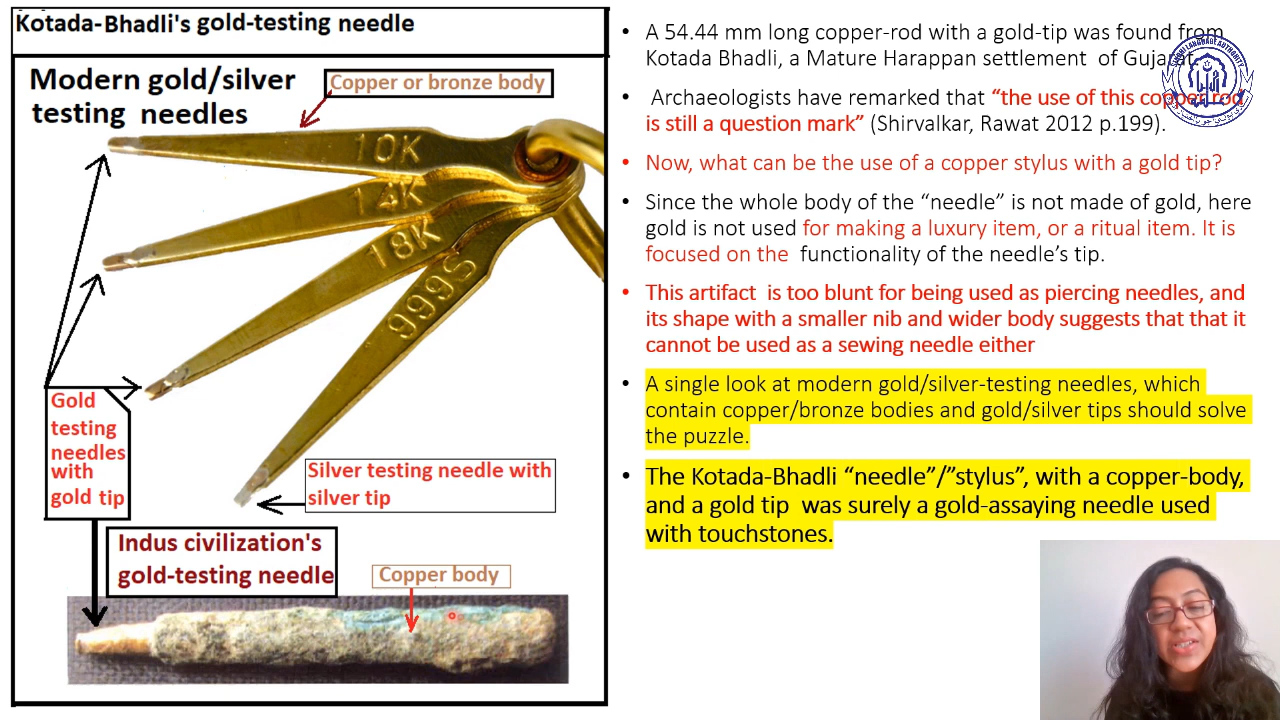 Kotada-Bhadli's gold-testing needle
Modern gold/silver
testing needles
Copper or bronze body
10K
14K
18K
999S
Gold
testing
needles
with
gold tip
Silver testing needle with
silver tip
Indus civilization's
gold-testing needle
Copper body
• A 54.44 mm long copper-rod with a gold-tip was found from
Kotada Bhadli, a Mature Harappan settlement of Gujarat.
• Archaeologists have remarked that “the use of this copper rod
is still a question mark” (Shirvalkar, Rawat 2012 p.199).
• Now, what can be the use of a copper stylus with a gold tip?
• Since the whole body of the “needle” is not made of gold, here
gold is not used for making a luxury item, or a ritual item. It is
focused on the functionality of the needle’s tip.
• This artifact is too blunt for being used as piercing needles, and
its shape with a smaller nib and wider body suggests that that it
cannot be used as a sewing needle either
• A single look at modern gold/silver-testing needles, which
contain copper/bronze bodies and gold/silver tips should solve
the puzzle.
• The Kotada-Bhadli “needle”/”stylus”, with a copper-body,
and a gold tip was surely a gold-assaying needle used
with touchstones.
LANGUAGE AUTHORITY